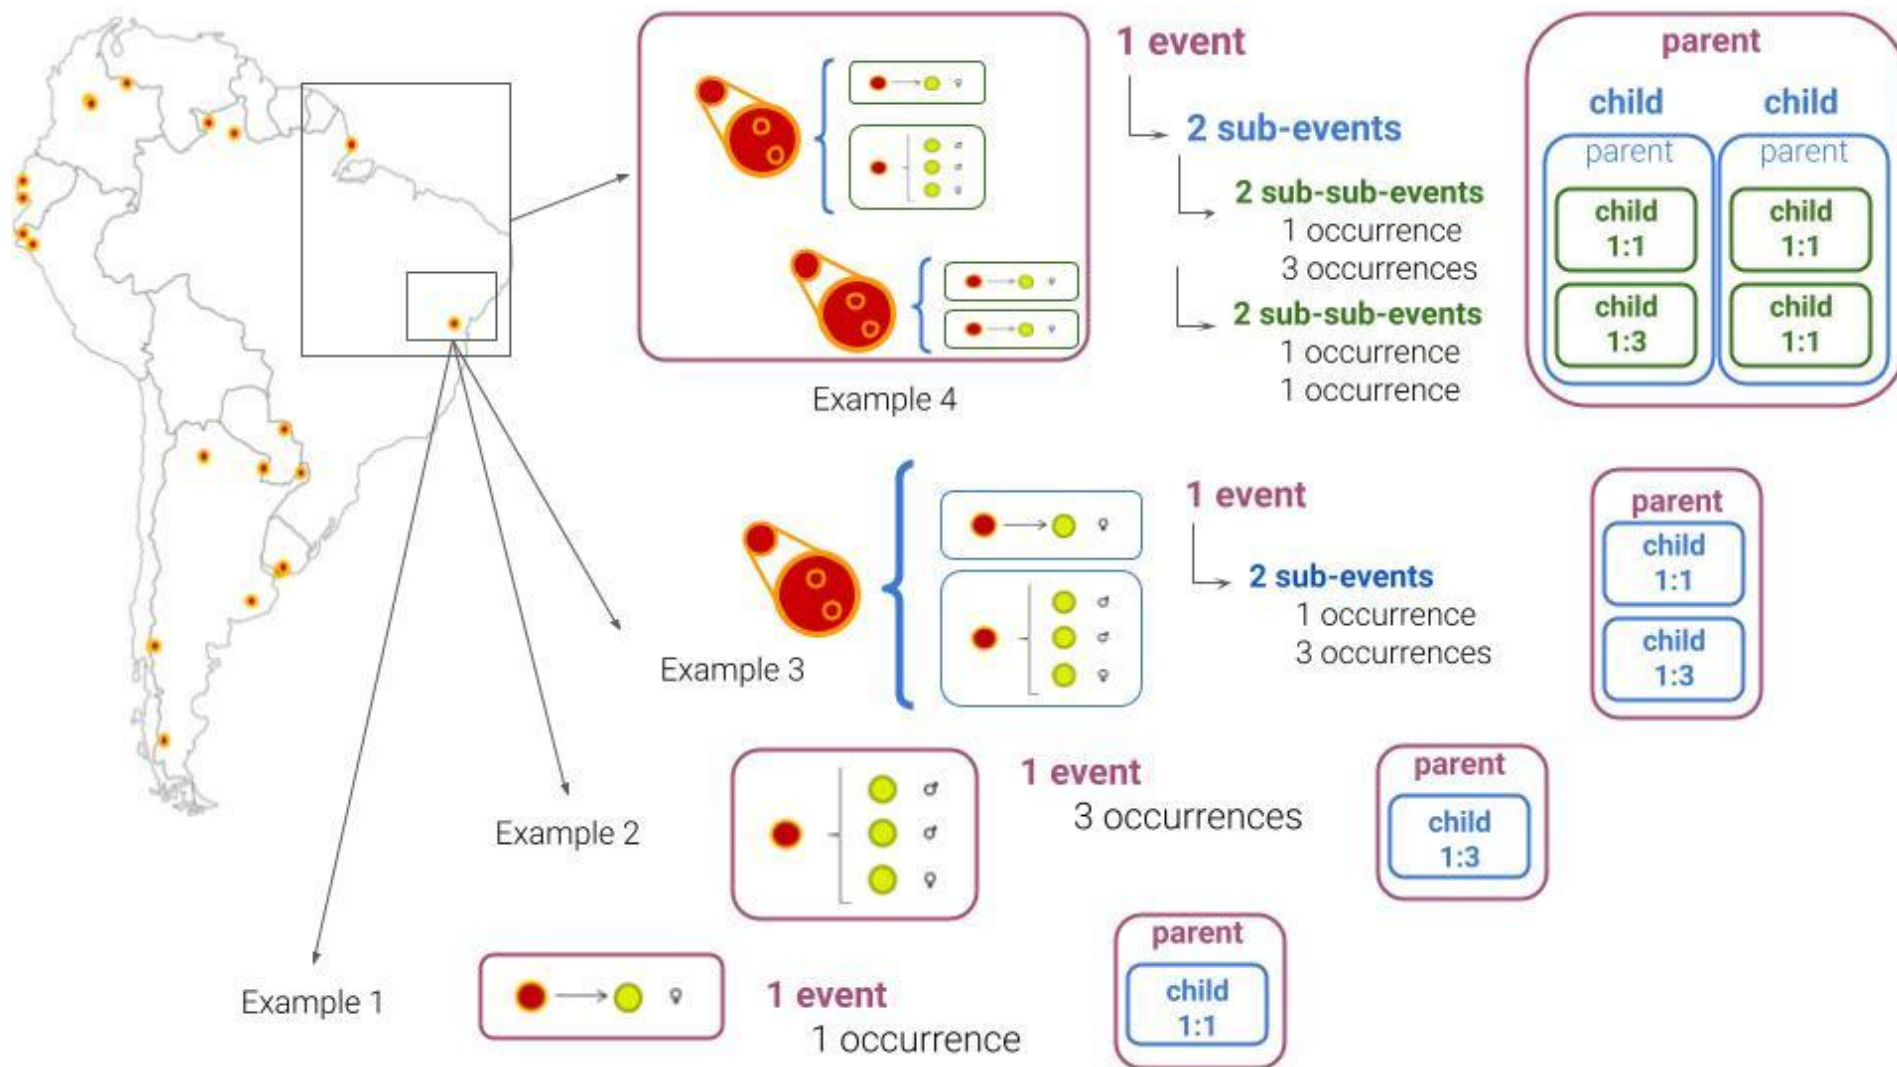 1 event
2 sub-events
2 sub-sub-events
1 occurrence
3 occurrences
2 sub-sub-events
1 occurrence
1 occurrence
parent
child child
parent parent
child child
1:1 1:1
child child
1:3 1:1
Example 4
1 event
2 sub-events
1 occurrence
3 occurrences
parent
child
1:1
child
1:3
Example 3
1 event
3 occurrences
parent
child
1:3
Example 2
1 event
1 occurrence
parent
child
1:1
Example 1